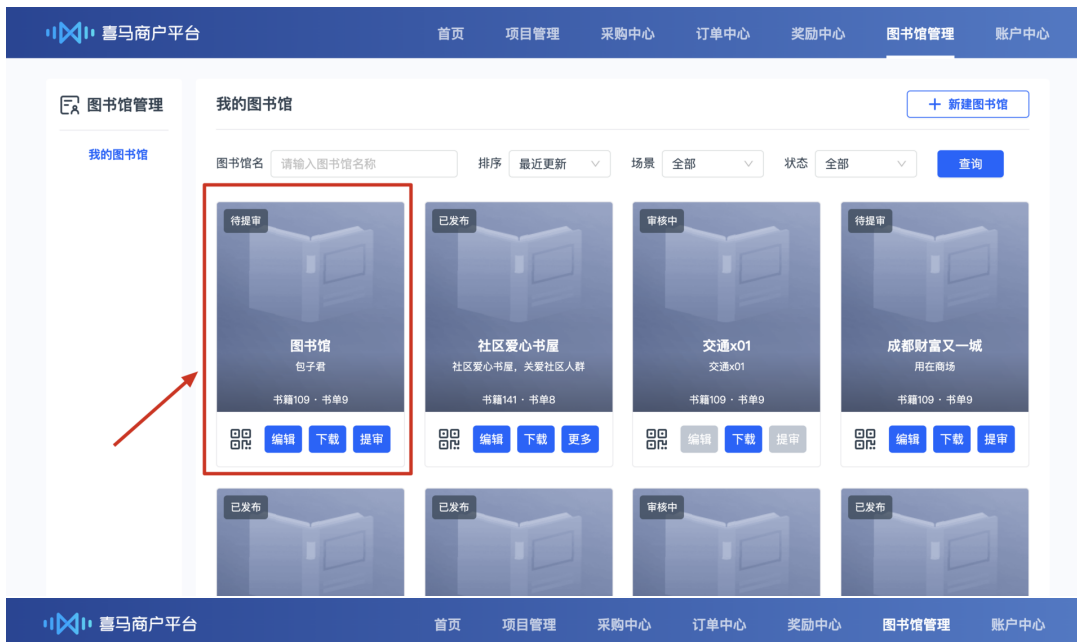 喜马商户平台 首页 项目管理 采购中心 订单中心 奖励中心 图书馆管理 账户中心
图书馆管理
我的图书馆
我的图书馆 + 新建图书馆
图书馆名 请输入图书馆名称 排序 最近更新 场景 全部 状态 全部 查询
待提审
图书馆
包子君
书籍109 · 书单9
编辑 下载 提审
已发布
社区爱心书屋
社区爱心书屋，关爱社区人群
书籍141 · 书单8
编辑 下载 更多
审核中
交通x01
交通x01
书籍109 · 书单9
编辑 下载 提审
待提审
成都财富又一城
用在商场
书籍109 · 书单9
编辑 下载 提审
已发布
已发布
审核中
已发布
喜马商户平台 首页 项目管理 采购中心 订单中心 奖励中心 图书馆管理 账户中心